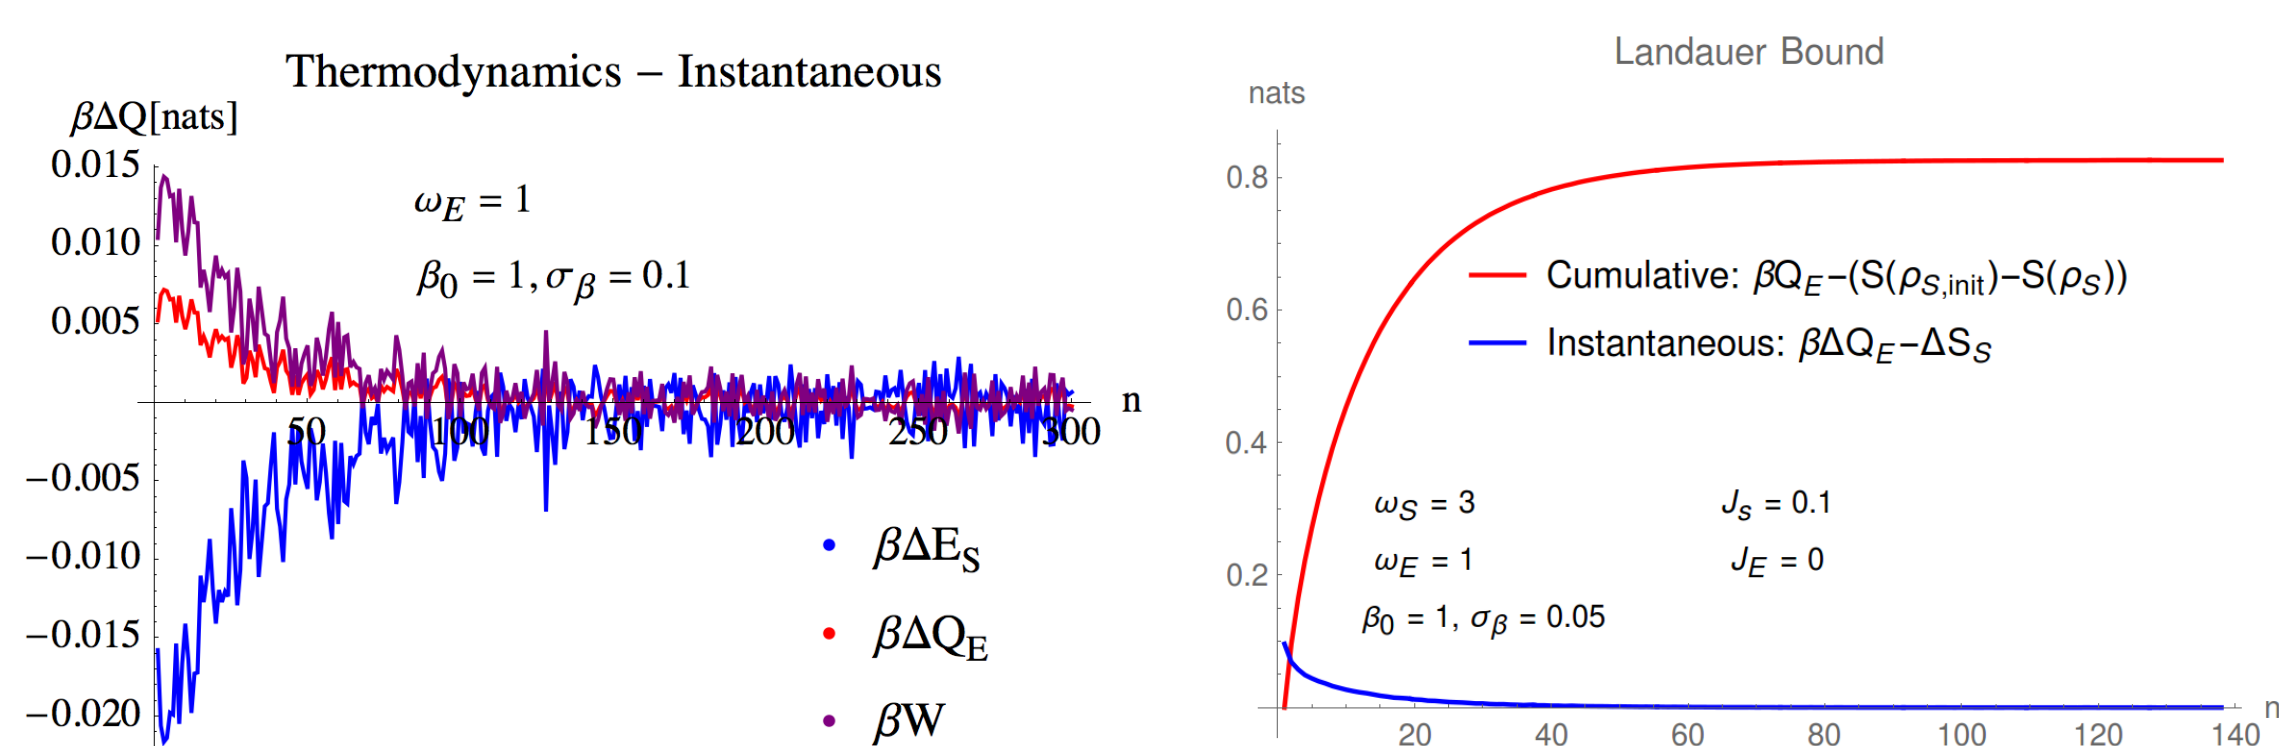 Thermodynamics – Instantaneous
βΔQ[nats]
0.015
0.010
0.005
−0.005
−0.010
−0.015
−0.020
ω_E = 1
β_0 = 1, σ_β = 0.1
50
100
150
200
250
300
n
βΔE_S
βΔQ_E
βW
Landauer Bound
nats
0.8
0.6
0.4
0.2
Cumulative: βQ_E−(S(ρ_S,init)−S(ρ_S))
Instantaneous: βΔQ_E−ΔS_S
ω_S = 3
J_s = 0.1
ω_E = 1
J_E = 0
β_0 = 1, σ_β = 0.05
n
20
40
60
80
100
120
140